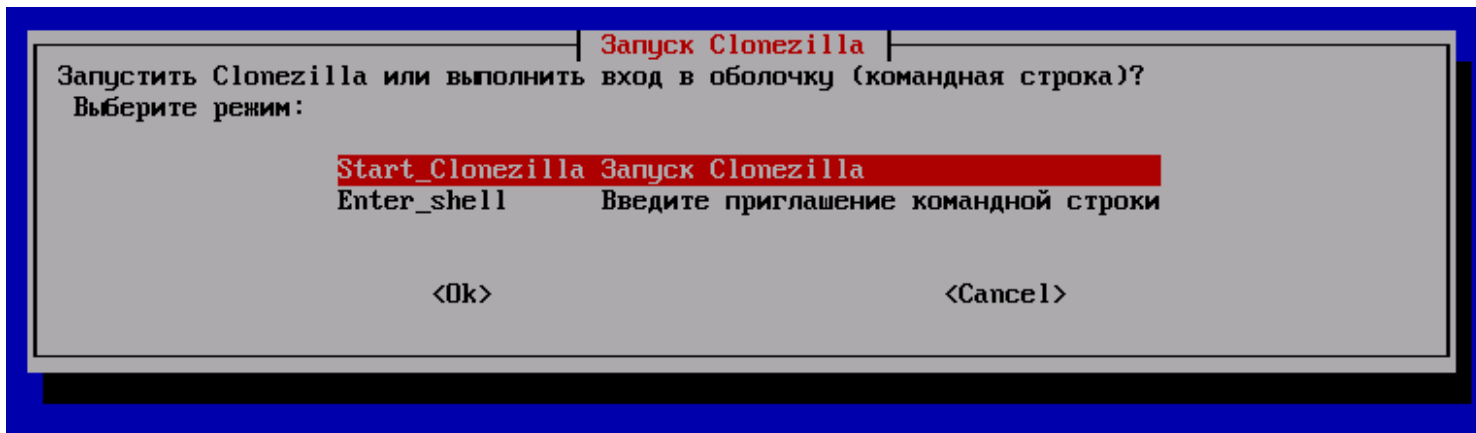 Запуск Clonezilla
Запустить Clonezilla или выполнить вход в оболочку (командная строка)?
Выберите режим:
Start_Clonezilla Запуск Clonezilla
Enter_shell Введите приглашение командной строки
<Ok> <Cancel>